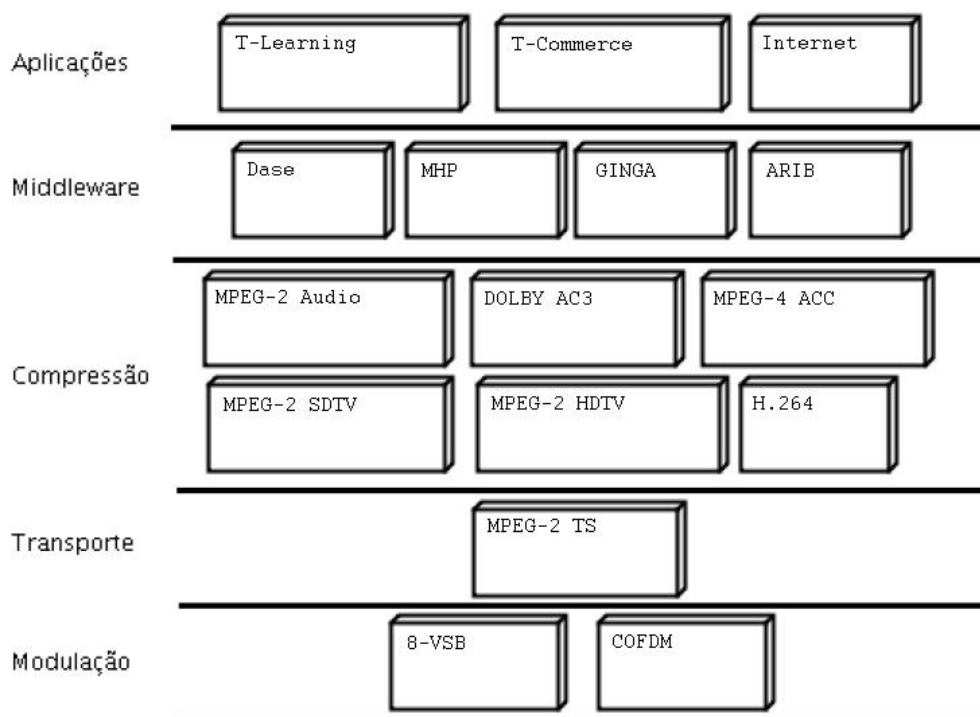 Aplicações
T-Learning
T-Commerce
Internet
Middleware
Dase
MHP
GINGA
ARIB
Compressão
MPEG-2 Audio
DOLBY AC3
MPEG-4 ACC
MPEG-2 SDTV
MPEG-2 HDTV
H.264
Transporte
MPEG-2 TS
Modulação
8-VSB
COFDM